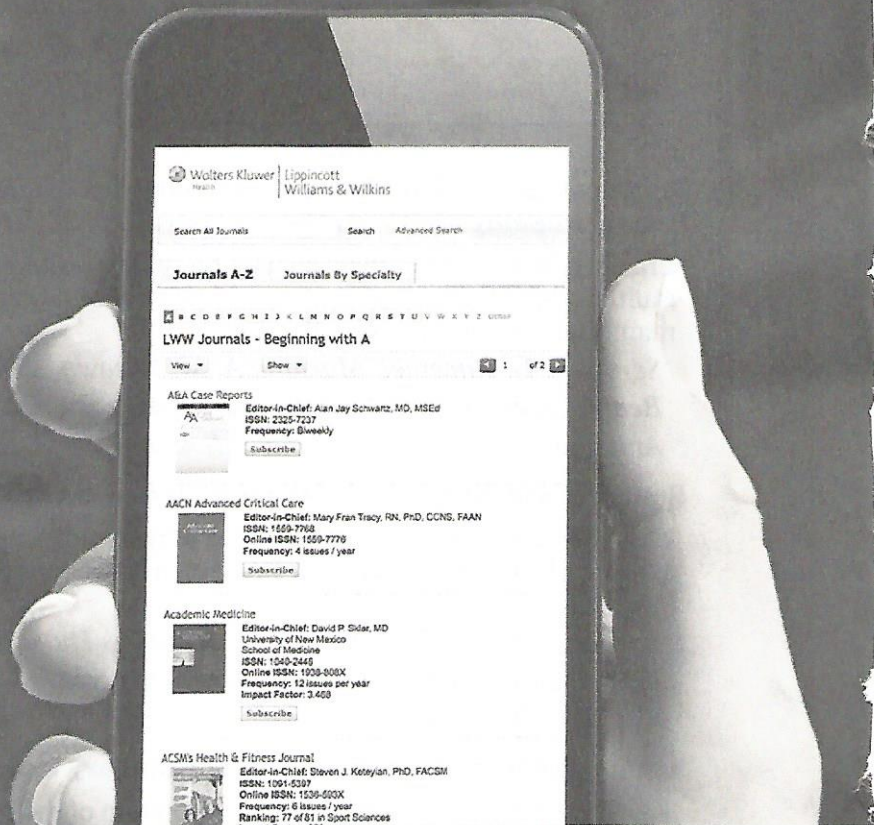 Wolters Kluwer
Health
Lippincott
Williams & Wilkins
Search All Journals Search Advanced Search
Journals A-Z Journals By Specialty
A B C D E F G H I J K L M N O P Q R S T U V W X Y Z
LWW Journals - Beginning with A
View Show 1 of 2
A&A Case Reports
Editor-in-Chief: Alan Jay Schwartz, MD, MSEd
ISSN: 2325-7237
Frequency: Biweekly
Subscribe
AACN Advanced Critical Care
Editor-in-Chief: Mary Fran Tracy, RN, PhD, CCNS, FAAN
ISSN: 1559-7768
Online ISSN: 1559-7776
Frequency: 4 issues / year
Subscribe
Academic Medicine
Editor-in-Chief: David P. Sklar, MD
University of New Mexico
School of Medicine
ISSN: 1040-2446
Online ISSN: 1938-808X
Frequency: 12 issues per year
Impact Factor: 3.468
Subscribe
ACSM's Health & Fitness Journal
Editor-in-Chief: Steven J. Keteyian, PhD, FACSM
ISSN: 1091-5397
Online ISSN: 1536-593X
Frequency: 6 issues / year
Ranking: 77 of 81 in Sport Sciences